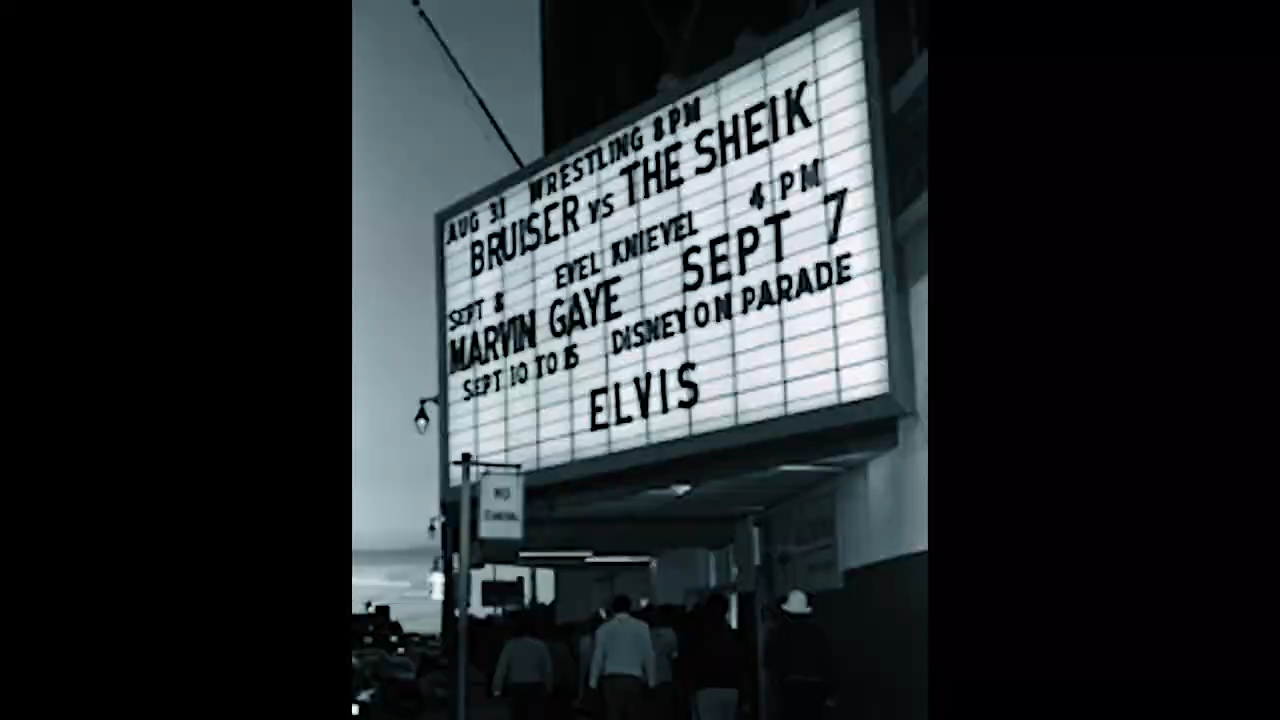 AUG 31 WRESTLING 8PM
BRUISER VS THE SHEIK
SEPT 8 EVEL KNIEVEL 4 PM
MARVIN GAYE SEPT 7
SEPT 10 TO 15 DISNEY ON PARADE
ELVIS
NO